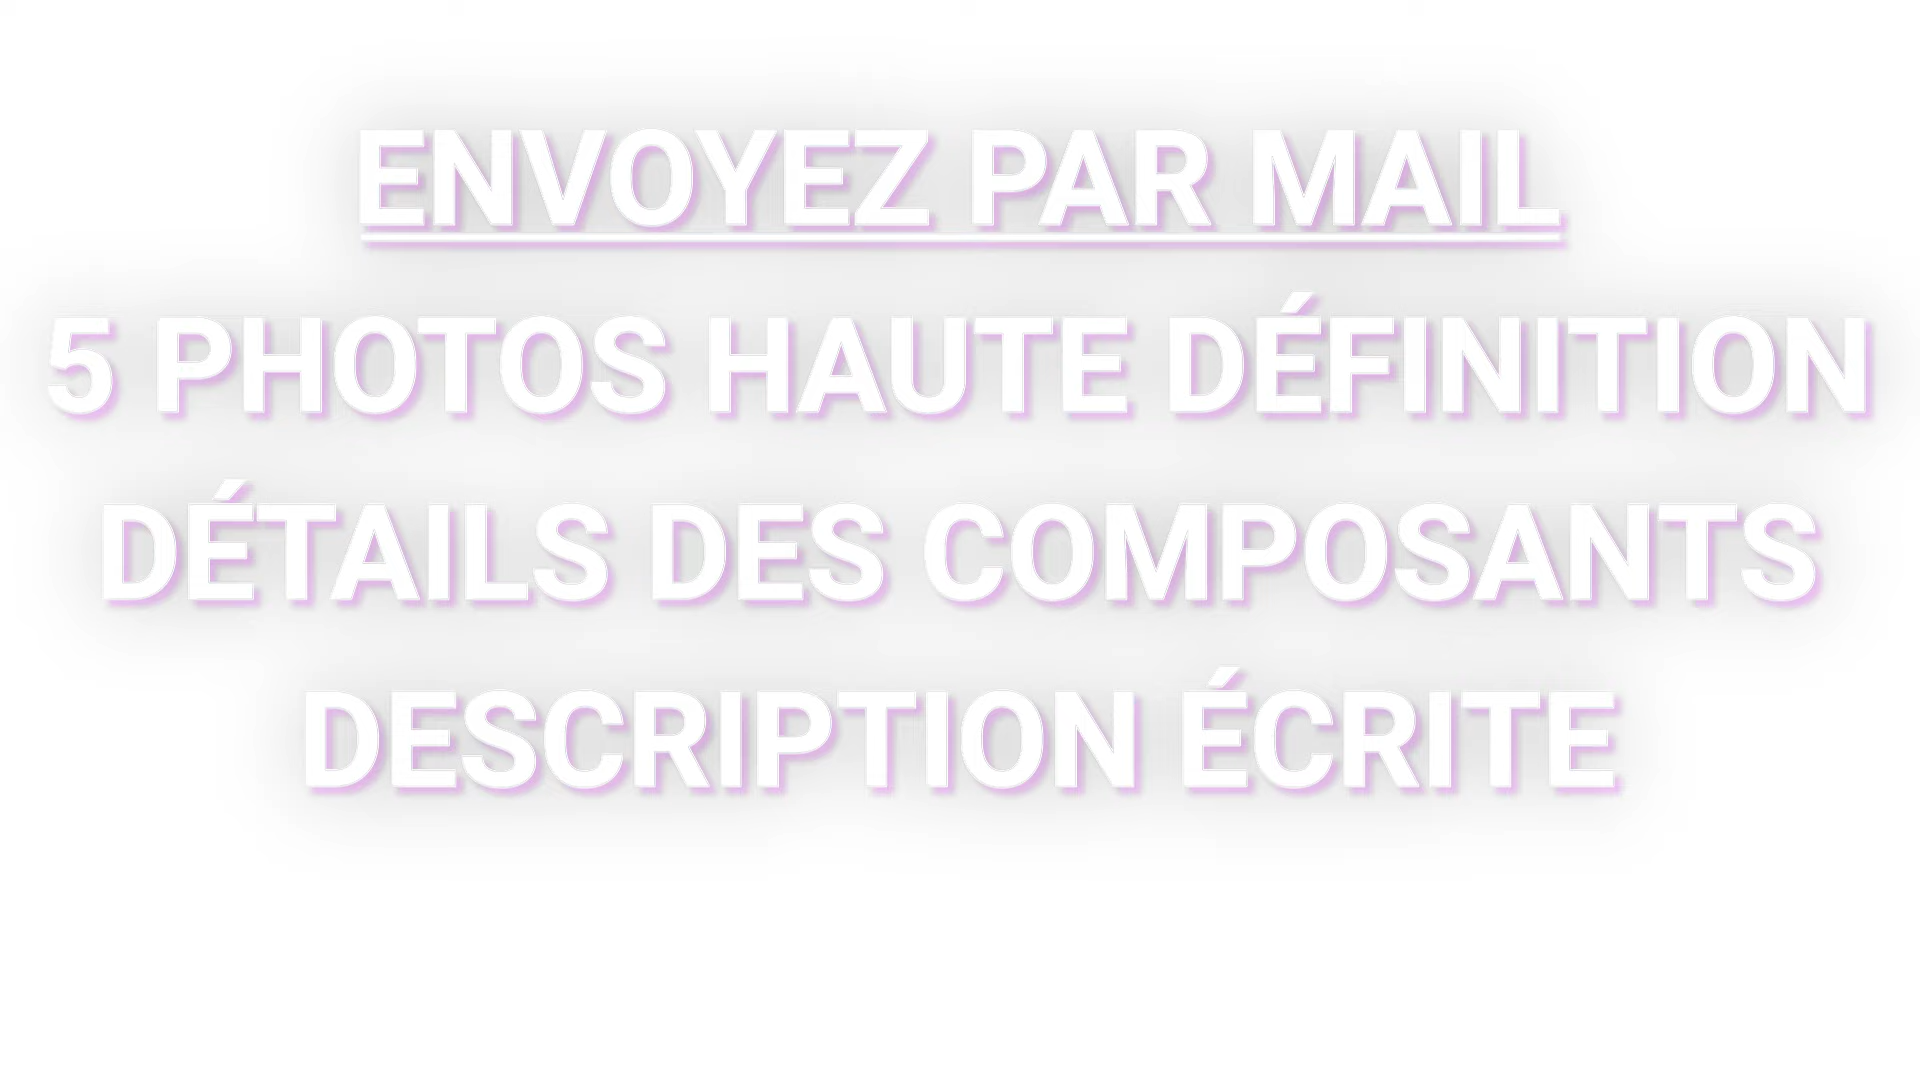 ENVOYEZ PAR MAIL
5 PHOTOS HAUTE DÉFINITION
DÉTAILS DES COMPOSANTS
DESCRIPTION ÉCRITE